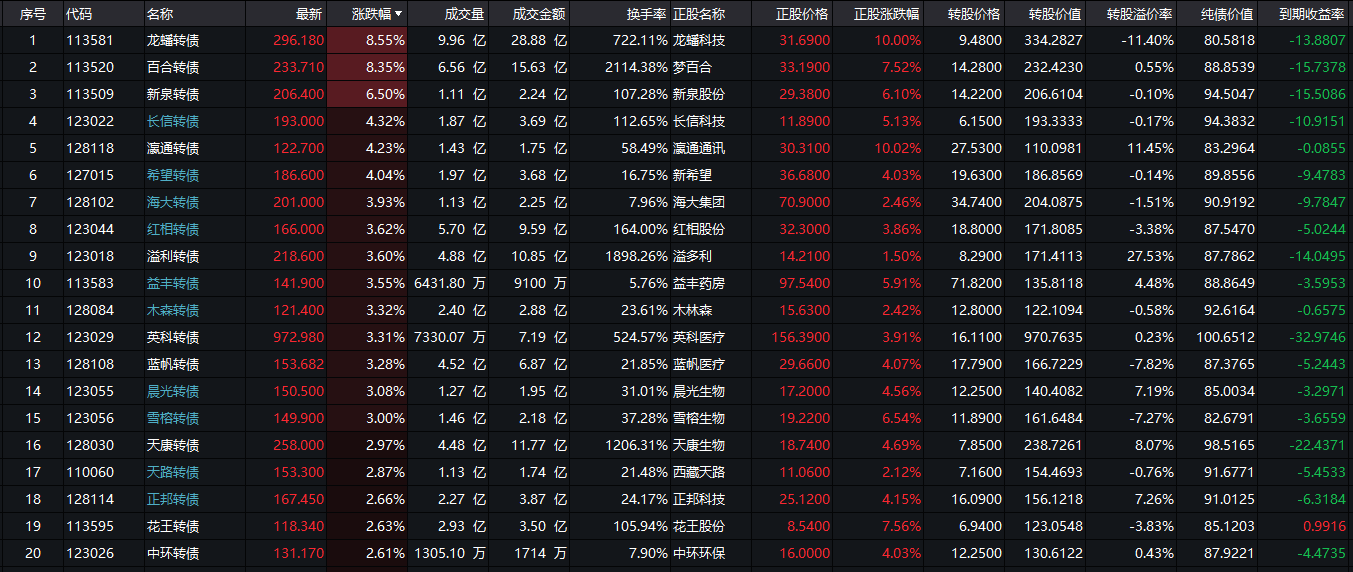 序号 代码 名称 最新 涨跌幅 成交量 成交金额 换手率 正股名称 正股价格 正股涨跌幅 转股价格 转股价值 转股溢价率 纯债价值 到期收益率
1 113581 龙蟠转债 296.180 8.55% 9.96 亿 28.88 亿 722.11% 龙蟠科技 31.6900 10.00% 9.4800 334.2827 -11.40% 80.5818 -13.8807
2 113520 百合转债 233.710 8.35% 6.56 亿 15.63 亿 2114.38% 梦百合 33.1900 7.52% 14.2800 232.4230 0.55% 88.8539 -15.7378
3 113509 新泉转债 206.400 6.50% 1.11 亿 2.24 亿 107.28% 新泉股份 29.3800 6.10% 14.2200 206.6104 -0.10% 94.5047 -15.5086
4 123022 长信转债 193.000 4.32% 1.87 亿 3.69 亿 112.65% 长信科技 11.8900 5.13% 6.1500 193.3333 -0.17% 94.3832 -10.9151
5 128118 瀛通转债 122.700 4.23% 1.43 亿 1.75 亿 58.49% 瀛通通讯 30.3100 10.02% 27.5300 110.0981 11.45% 83.2964 -0.0855
6 127015 希望转债 186.600 4.04% 1.97 亿 3.68 亿 16.75% 新希望 36.6800 4.03% 19.6300 186.8569 -0.14% 89.8556 -9.4783
7 128102 海大转债 201.000 3.93% 1.13 亿 2.25 亿 7.96% 海大集团 70.9000 2.46% 34.7400 204.0875 -1.51% 90.9192 -9.7847
8 123044 红相转债 166.000 3.62% 5.70 亿 9.59 亿 164.00% 红相股份 32.3000 3.86% 18.8000 171.8085 -3.38% 87.5470 -5.0244
9 123018 溢利转债 218.600 3.60% 4.88 亿 10.85 亿 1898.26% 溢多利 14.2100 1.50% 8.2900 171.4113 27.53% 87.7862 -14.0495
10 113583 益丰转债 141.900 3.55% 6431.80 万 9100 万 5.76% 益丰药房 97.5400 5.91% 71.8200 135.8118 4.48% 88.8649 -3.5953
11 128084 木森转债 121.400 3.32% 2.40 亿 2.88 亿 23.61% 木林森 15.6300 2.42% 12.8000 122.1094 -0.58% 92.6164 -0.6575
12 123029 英科转债 972.980 3.31% 7330.07 万 7.19 亿 524.57% 英科医疗 156.3900 3.91% 16.1100 970.7635 0.23% 100.6512 -32.9746
13 128108 蓝帆转债 153.682 3.28% 4.52 亿 6.87 亿 21.85% 蓝帆医疗 29.6600 4.07% 17.7900 166.7229 -7.82% 87.3765 -5.2443
14 123055 晨光转债 150.500 3.08% 1.27 亿 1.95 亿 31.01% 晨光生物 17.2000 4.56% 12.2500 140.4082 7.19% 85.0034 -3.2971
15 123056 雪榕转债 149.900 3.00% 1.46 亿 2.18 亿 37.28% 雪榕生物 19.2200 6.54% 11.8900 161.6484 -7.27% 82.6791 -3.6559
16 128030 天康转债 258.000 2.97% 4.48 亿 11.77 亿 1206.31% 天康生物 18.7400 4.69% 7.8500 238.7261 8.07% 98.5165 -22.4371
17 110060 天路转债 153.300 2.87% 1.13 亿 1.74 亿 21.48% 西藏天路 11.0600 2.12% 7.1600 154.4693 -0.76% 91.6771 -5.4533
18 128114 正邦转债 167.450 2.66% 2.27 亿 3.87 亿 24.17% 正邦科技 25.1200 4.15% 16.0900 156.1218 7.26% 91.0125 -6.3184
19 113595 花王转债 118.340 2.63% 2.93 亿 3.50 亿 105.94% 花王股份 8.5400 7.56% 6.9400 123.0548 -3.83% 85.1203 0.9916
20 123026 中环转债 131.170 2.61% 1305.10 万 1714 万 7.90% 中环环保 16.0000 4.03% 12.2500 130.6122 0.43% 87.9221 -4.4735